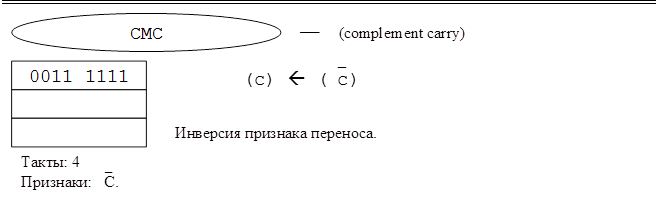 CMC — (complement carry)
0011 1111 (c) ← ( c̅)
Инверсия признака переноса.
Такты: 4
Признаки: C̅.